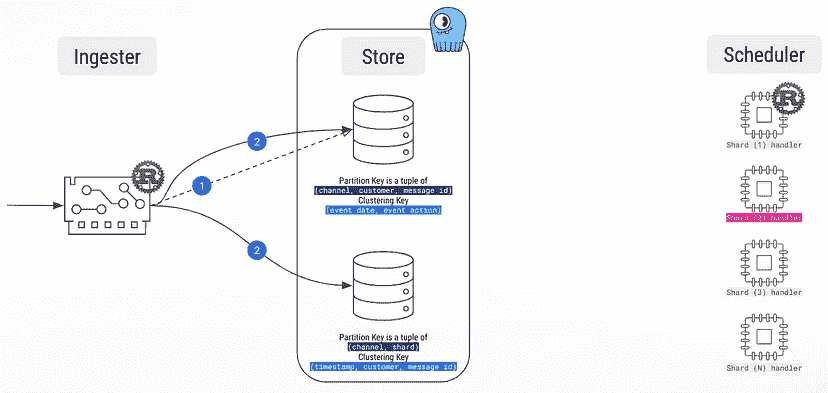 Ingester
Store
Scheduler
R
Shard (1) handler
2
1
R
Partition Key is a tuple of
(channel, customer, message id)
Clustering Key
(event date, event action)
Shard (2) handler
2
Shard (3) handler
Partition Key is a tuple of
(channel, shard)
Clustering Key
(timestamp, customer, message id)
Shard (N) handler